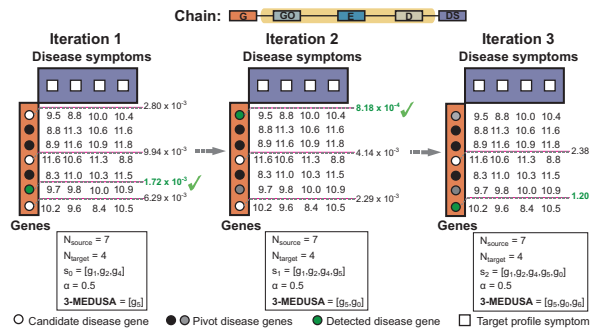 Chain: G GO E D DS
Iteration 1 Iteration 2 Iteration 3
Disease symptoms Disease symptoms Disease symptoms
2.80 x 10⁻³
9.5 8.8 10.0 10.4
8.8 11.3 10.6 11.6
8.9 11.6 10.9 11.8
9.94 x 10⁻³
11.6 10.6 11.3 8.8
8.3 11.0 10.3 11.5
1.72 x 10⁻³ ✓
9.7 9.8 10.0 10.9
6.29 x 10⁻³
10.2 9.6 8.4 10.5
8.18 x 10⁻⁴ ✓
9.5 8.8 10.0 10.4
8.8 11.3 10.6 11.6
8.9 11.6 10.9 11.8
4.14 x 10⁻³
11.6 10.6 11.3 8.8
8.3 11.0 10.3 11.5
9.7 9.8 10.0 10.9
2.29 x 10⁻³
10.2 9.6 8.4 10.5
9.5 8.8 10.0 10.4
8.8 11.3 10.6 11.6
8.9 11.6 10.9 11.8
2.38
11.6 10.6 11.3 8.8
8.3 11.0 10.3 11.5
9.7 9.8 10.0 10.9
1.20
10.2 9.6 8.4 10.5
Genes Genes Genes
N_source = 7
N_target = 4
s₀ = [g₁,g₂,g₄]
α = 0.5
3-MEDUSA = [g₅]
N_source = 7
N_target = 4
s₁ = [g₁,g₂,g₄,g₅]
α = 0.5
3-MEDUSA = [g₅,g₀]
N_source = 7
N_target = 4
s₂ = [g₁,g₂,g₄,g₅,g₀]
α = 0.5
3-MEDUSA = [g₅,g₀,g₆]
Candidate disease gene Pivot disease genes Detected disease gene Target profile symptom